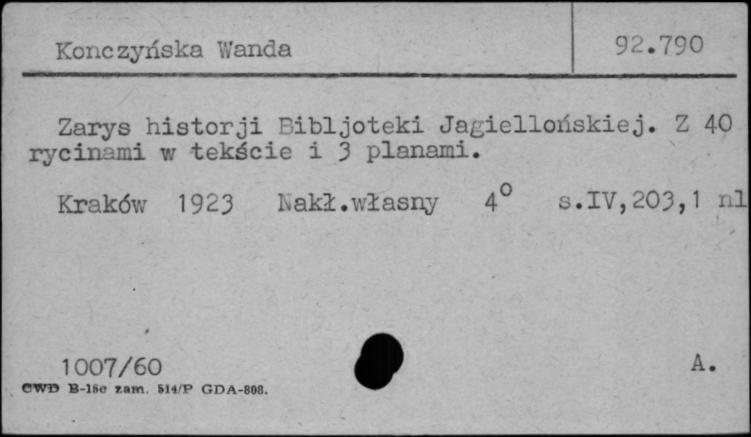 Konczyńska Wanda 92.790
Zarys historji Bibljoteki Jagiellońskiej. Z 40
rycinami w tekście i 3 planami.
Kraków 1923 Nakł.własny 4° s.IV,203,1 nl
1007/60 A.
CWD B-15c zam. 514/P GDA-808.